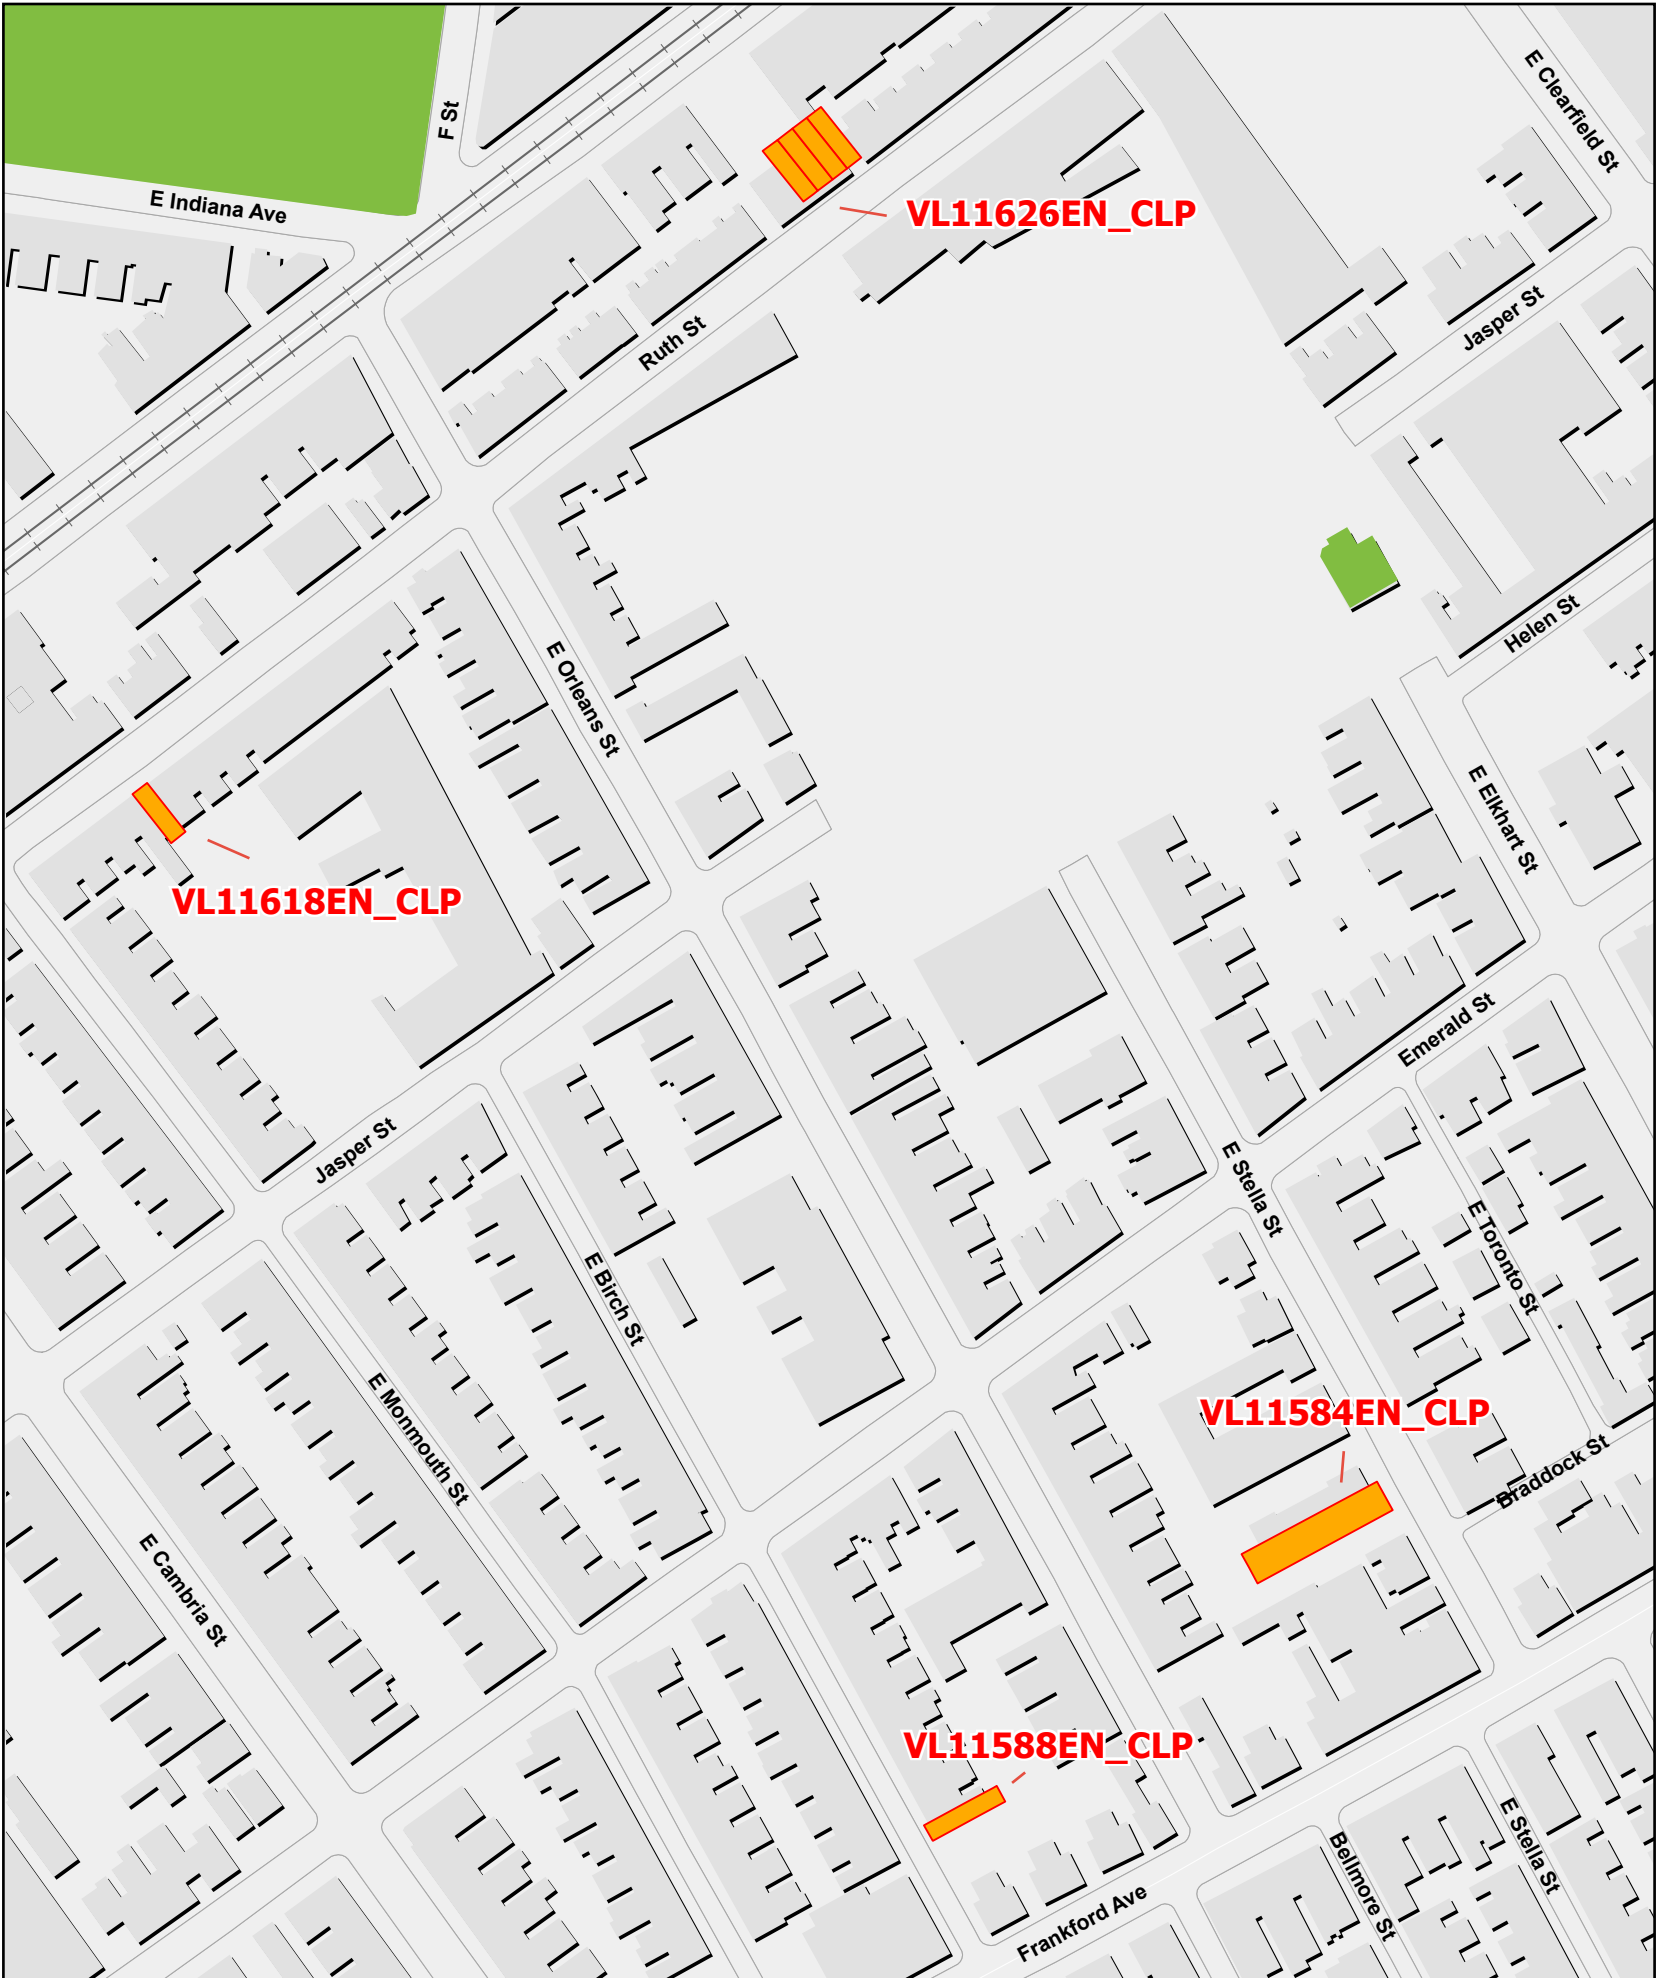 E Clearfield St
F St
E Indiana Ave
VL11626EN_CLP
Jasper St
Ruth St
Helen St
E Orleans St
E Elkhart St
VL11618EN_CLP
Emerald St
Jasper St
E Stella St
E Toronto St
E Birch St
E Monmouth St
VL11584EN_CLP
Braddock St
E Cambria St
VL11588EN_CLP
E Stella St
Bellmore St
Frankford Ave